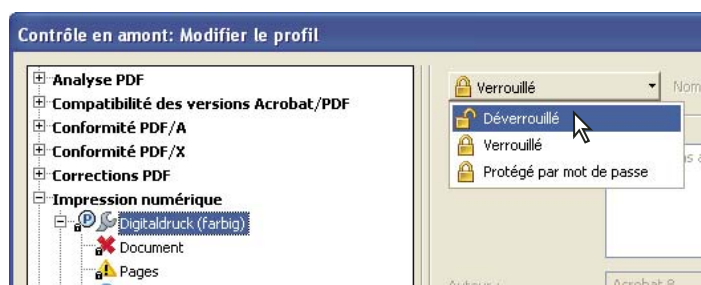 Contrôle en amont: Modifier le profil
Analyse PDF
Compatibilité des versions Acrobat/PDF
Conformité PDF/A
Conformité PDF/X
Corrections PDF
Impression numérique
Digitaldruck (farbig)
Document
Pages
Verrouillé
Déverrouillé
Verrouillé
Protégé par mot de passe
Acrobat 8